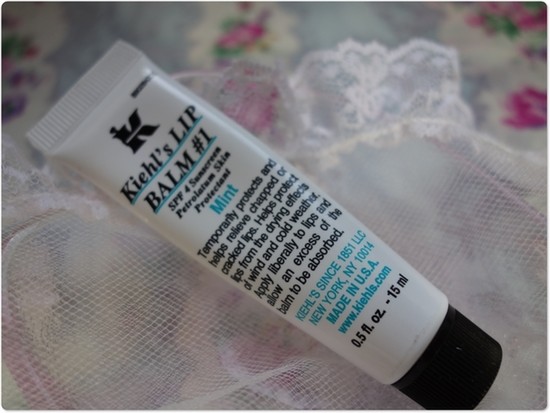 Kiehl's LIP
BALM #1
SPF 4 Sunscreen
Petrolatum Skin
Protectant
Mint
Temporarily protects and
helps relieve chapped or
cracked lips. Helps protect
lips from the drying effects
of wind and cold weather.
Apply liberally to lips and
allow an excess of the
balm to be absorbed.
KIEHL'S SINCE 1851 LLC
NEW YORK, NY 10014
MADE IN U.S.A.
www.kiehls.com
0.5 fl. oz. - 15 ml